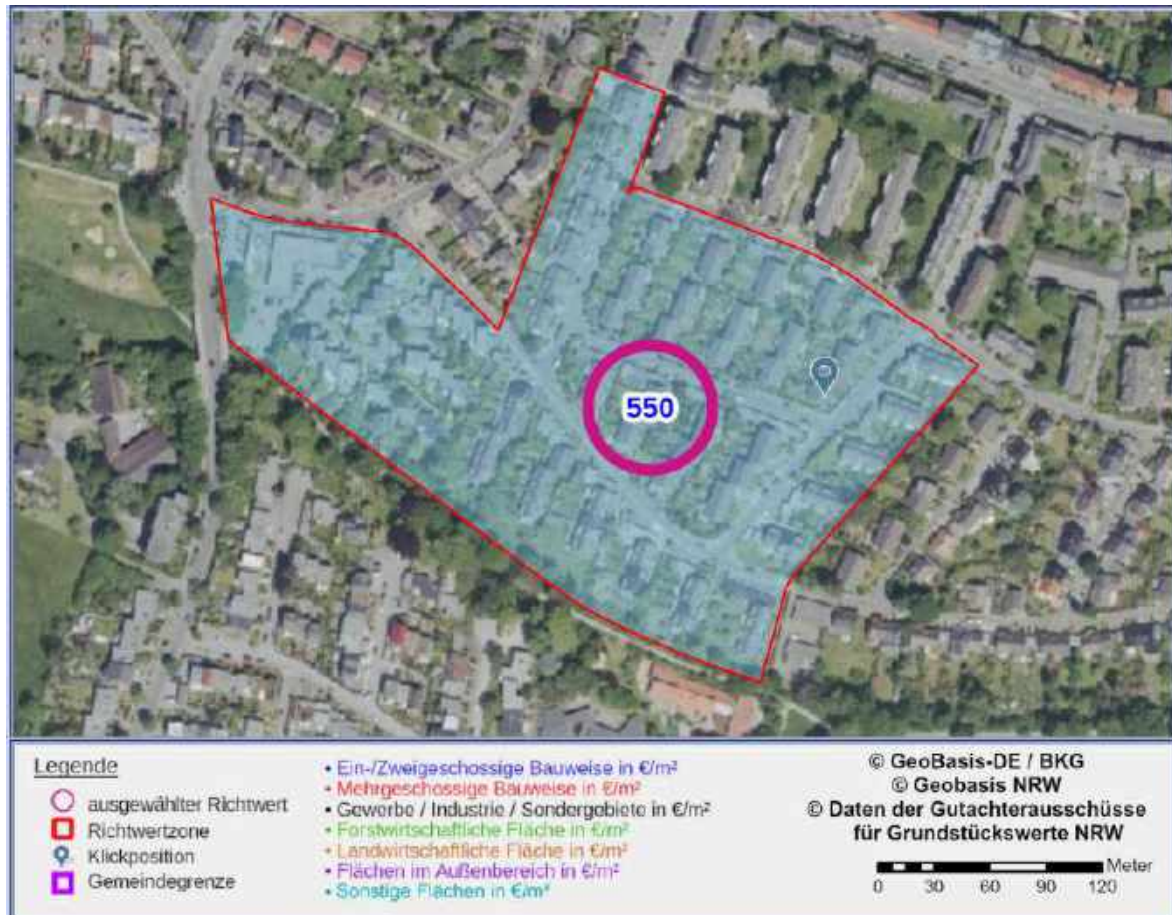 550
Legende
ausgewählter Richtwert
Richtwertzone
Klickposition
Gemeindegrenze
• Ein-/Zweigeschossige Bauweise in €/m²
• Mehrgeschossige Bauweise in €/m²
• Gewerbe / Industrie / Sondergebiete in €/m²
• Forstwirtschaftliche Fläche in €/m²
• Landwirtschaftliche Fläche in €/m²
• Flächen im Außenbereich in €/m²
• Sonstige Flächen in €/m²
© GeoBasis-DE / BKG
© Geobasis NRW
© Daten der Gutachterausschüsse
für Grundstückswerte NRW
Meter
0 30 60 90 120